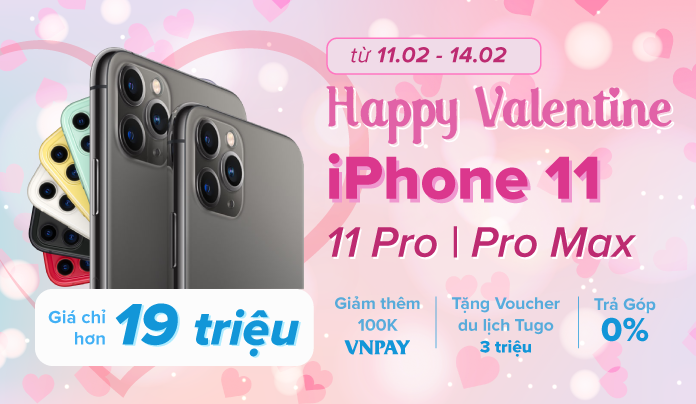 từ 11.02 - 14.02
Happy Valentine
iPhone 11
11 Pro | Pro Max
Giá chỉ
hơn
19 triệu
Giảm thêm
100K
VNPAY
Tặng Voucher
du lịch Tugo
3 triệu
Trả Góp
0%